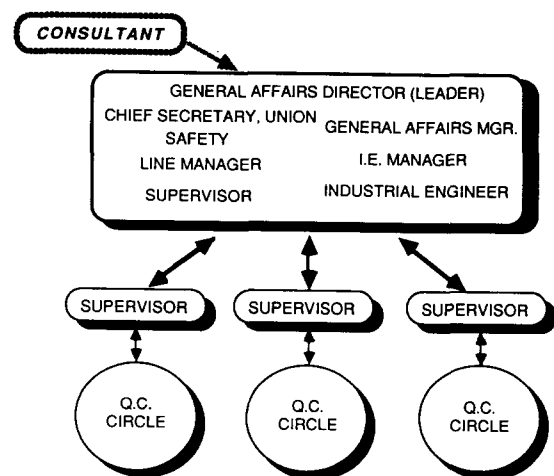 CONSULTANT
GENERAL AFFAIRS DIRECTOR (LEADER)
CHIEF SECRETARY, UNION
SAFETY
GENERAL AFFAIRS MGR.
LINE MANAGER
I.E. MANAGER
SUPERVISOR
INDUSTRIAL ENGINEER
SUPERVISOR
SUPERVISOR
SUPERVISOR
Q.C.
CIRCLE
Q.C.
CIRCLE
Q.C.
CIRCLE